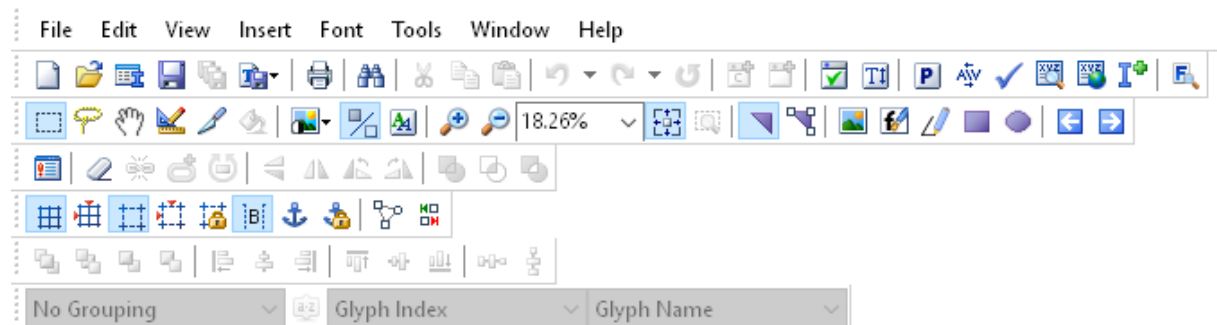 File Edit View Insert Font Tools Window Help
18.26%
No Grouping Glyph Index Glyph Name